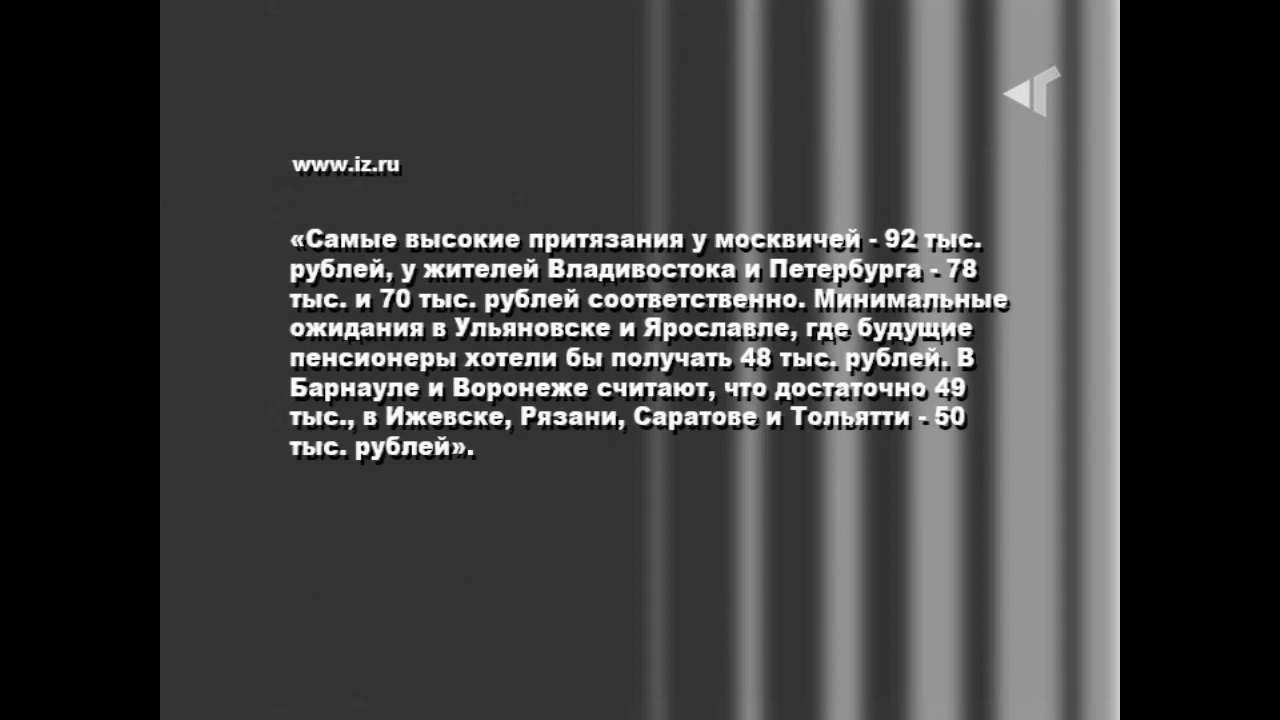 www.iz.ru
«Самые высокие притязания у москвичей - 92 тыс.
рублей, у жителей Владивостока и Петербурга - 78
тыс. и 70 тыс. рублей соответственно. Минимальные
ожидания в Ульяновске и Ярославле, где будущие
пенсионеры хотели бы получать 48 тыс. рублей. В
Барнауле и Воронеже считают, что достаточно 49
тыс., в Ижевске, Рязани, Саратове и Тольятти - 50
тыс. рублей».